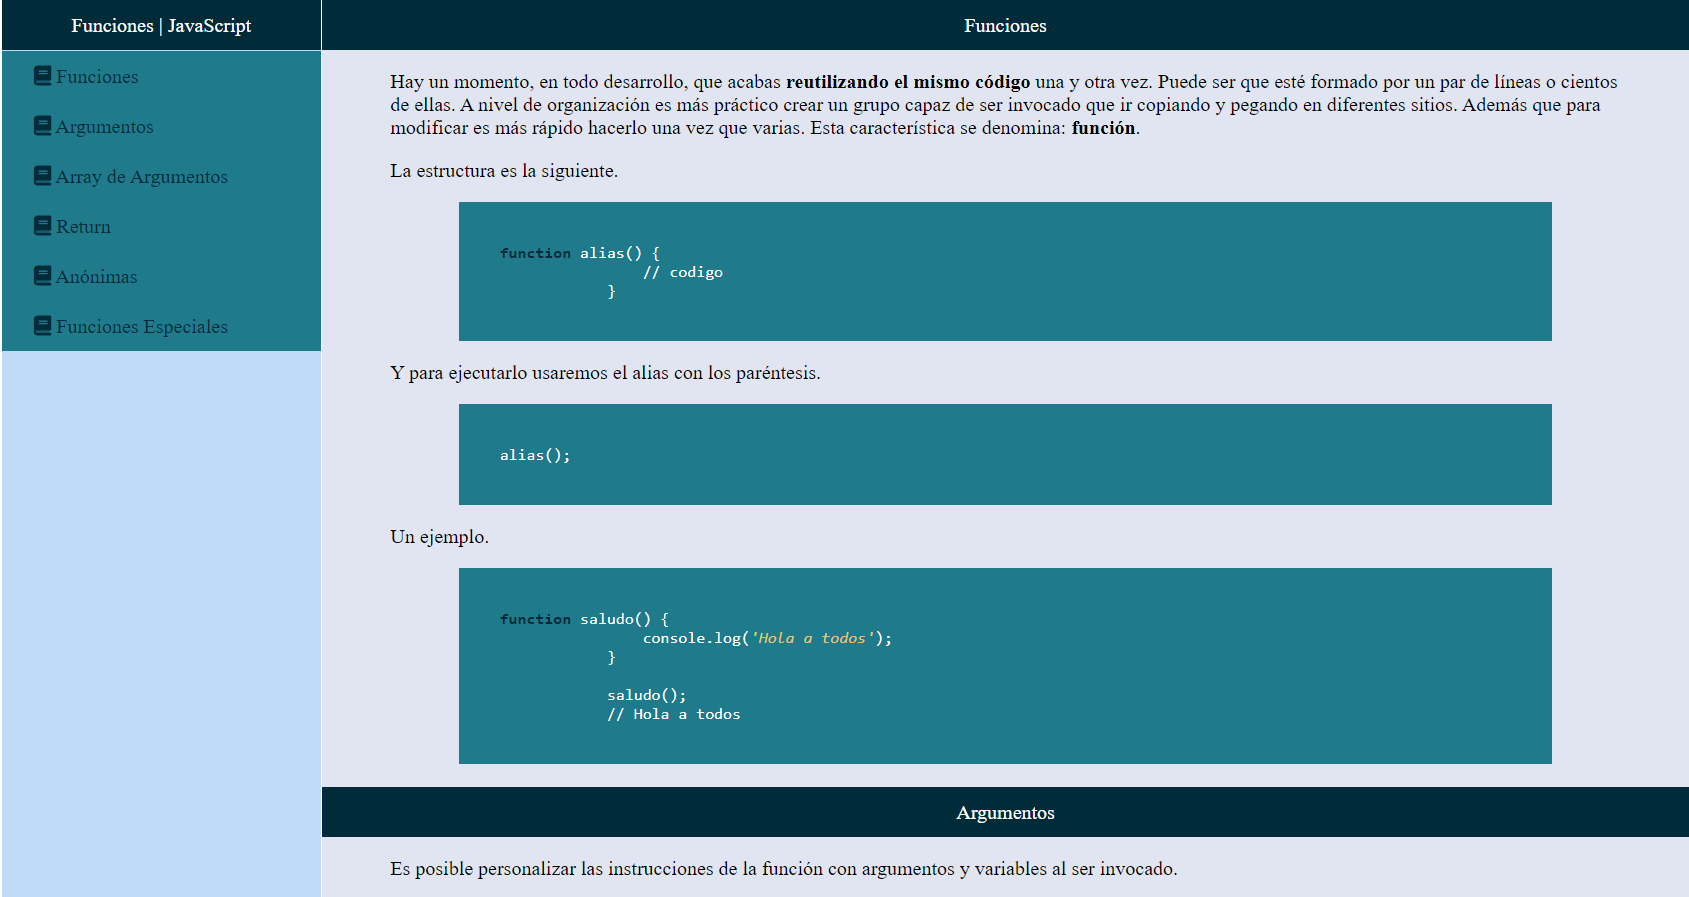 Funciones | JavaScript
Funciones
Argumentos
Array de Argumentos
Return
Anónimas
Funciones Especiales
Funciones
Hay un momento, en todo desarrollo, que acabas reutilizando el mismo código una y otra vez. Puede ser que esté formado por un par de líneas o cientos
de ellas. A nivel de organización es más práctico crear un grupo capaz de ser invocado que ir copiando y pegando en diferentes sitios. Además que para
modificar es más rápido hacerlo una vez que varias. Esta característica se denomina: función.
La estructura es la siguiente.
function alias() {
// codigo
}
Y para ejecutarlo usaremos el alias con los paréntesis.
alias();
Un ejemplo.
function saludo() {
console.log('Hola a todos');
}
saludo();
// Hola a todos
Argumentos
Es posible personalizar las instrucciones de la función con argumentos y variables al ser invocado.